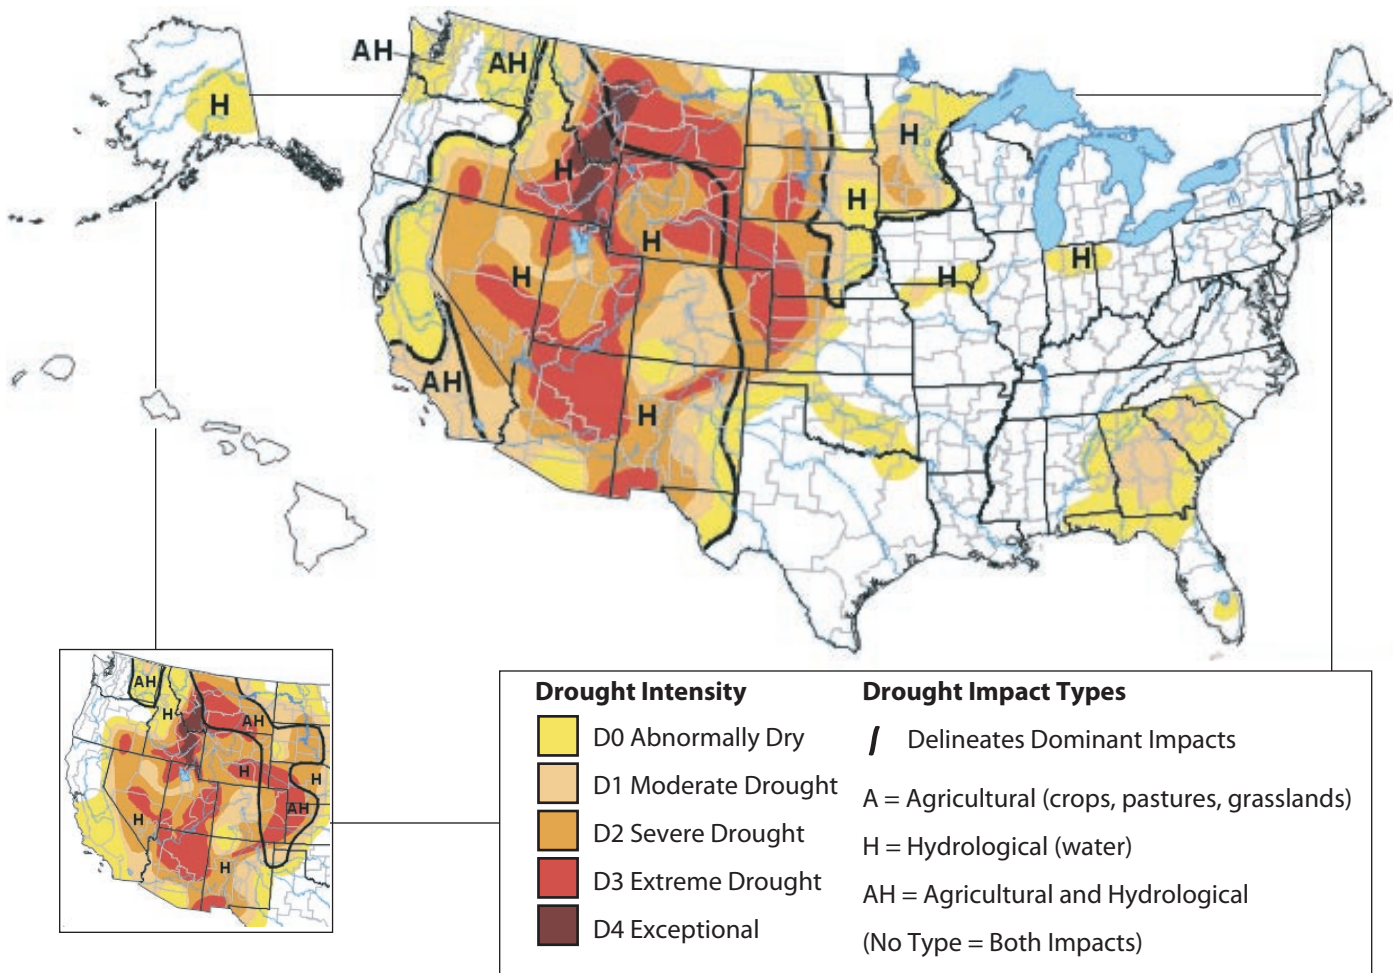 AH
AH
H
H
H
H
H
H
H
H
H
AH
H
AH
H
AH
H
H
AH
H
H
Drought Intensity
D0 Abnormally Dry
D1 Moderate Drought
D2 Severe Drought
D3 Extreme Drought
D4 Exceptional
Drought Impact Types
Delineates Dominant Impacts
A = Agricultural (crops, pastures, grasslands)
H = Hydrological (water)
AH = Agricultural and Hydrological
(No Type = Both Impacts)